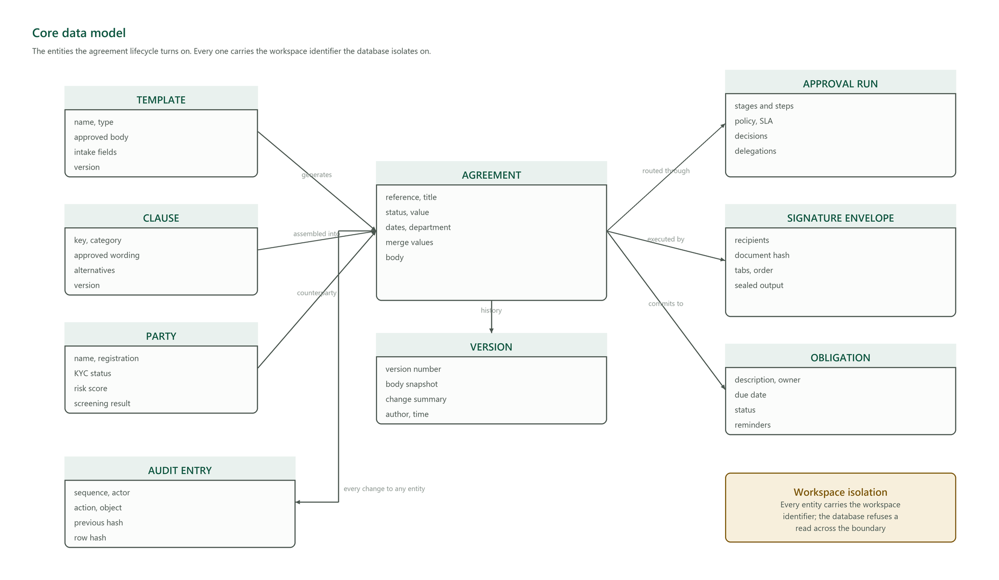 Core data model
The entities the agreement lifecycle turns on. Every one carries the workspace identifier the database isolates on.
TEMPLATE
name, type
approved body
intake fields
version
generates
CLAUSE
key, category
approved wording
alternatives
version
assembled into
PARTY
name, registration
KYC status
risk score
screening result
counterparty
AUDIT ENTRY
sequence, actor
action, object
previous hash
row hash
every change to any entity
AGREEMENT
reference, title
status, value
dates, department
merge values
body
history
VERSION
version number
body snapshot
change summary
author, time
routed through
executed by
commits to
APPROVAL RUN
stages and steps
policy, SLA
decisions
delegations
SIGNATURE ENVELOPE
recipients
document hash
tabs, order
sealed output
OBLIGATION
description, owner
due date
status
reminders
Workspace isolation
Every entity carries the workspace
identifier; the database refuses a
read across the boundary